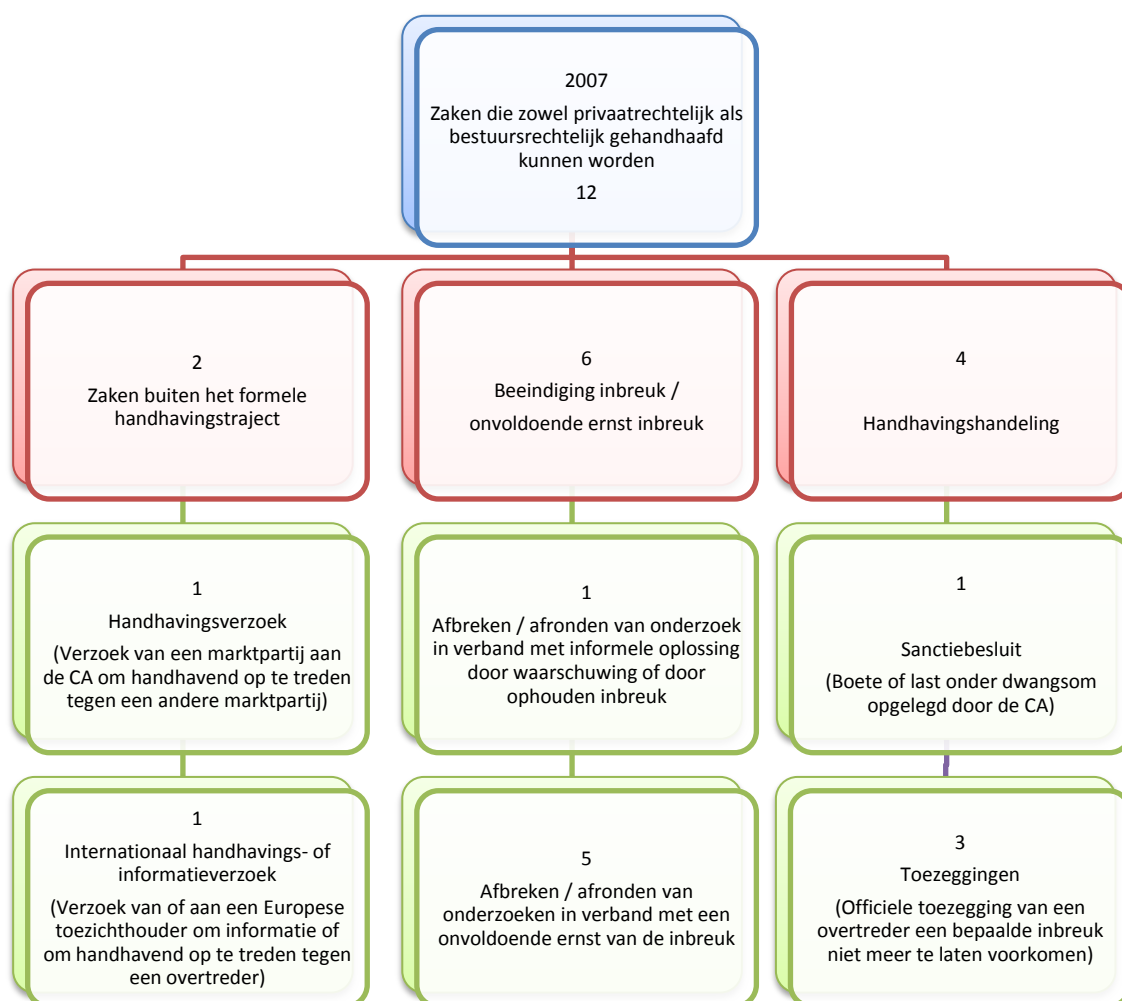 2007
Zaken die zowel privaatrechtelijk als
bestuursrechtelijk gehandhaafd
kunnen worden
12
2
Zaken buiten het formele
handhavingstraject
6
Beeindiging inbreuk /
onvoldoende ernst inbreuk
4
Handhavingshandeling
1
Handhavingsverzoek
(Verzoek van een marktpartij aan
de CA om handhavend op te treden
tegen een andere marktpartij)
1
Afbreken / afronden van onderzoek
in verband met informele oplossing
door waarschuwing of door
ophouden inbreuk
1
Sanctiebesluit
(Boete of last onder dwangsom
opgelegd door de CA)
1
Internationaal handhavings- of
informatieverzoek
(Verzoek van of aan een Europese
toezichthouder om informatie of
om handhavend op te treden tegen
een overtreder)
5
Afbreken / afronden van
onderzoeken in verband met een
onvoldoende ernst van de inbreuk
3
Toezeggingen
(Officiele toezegging van een
overtreder een bepaalde inbreuk
niet meer te laten voorkomen)